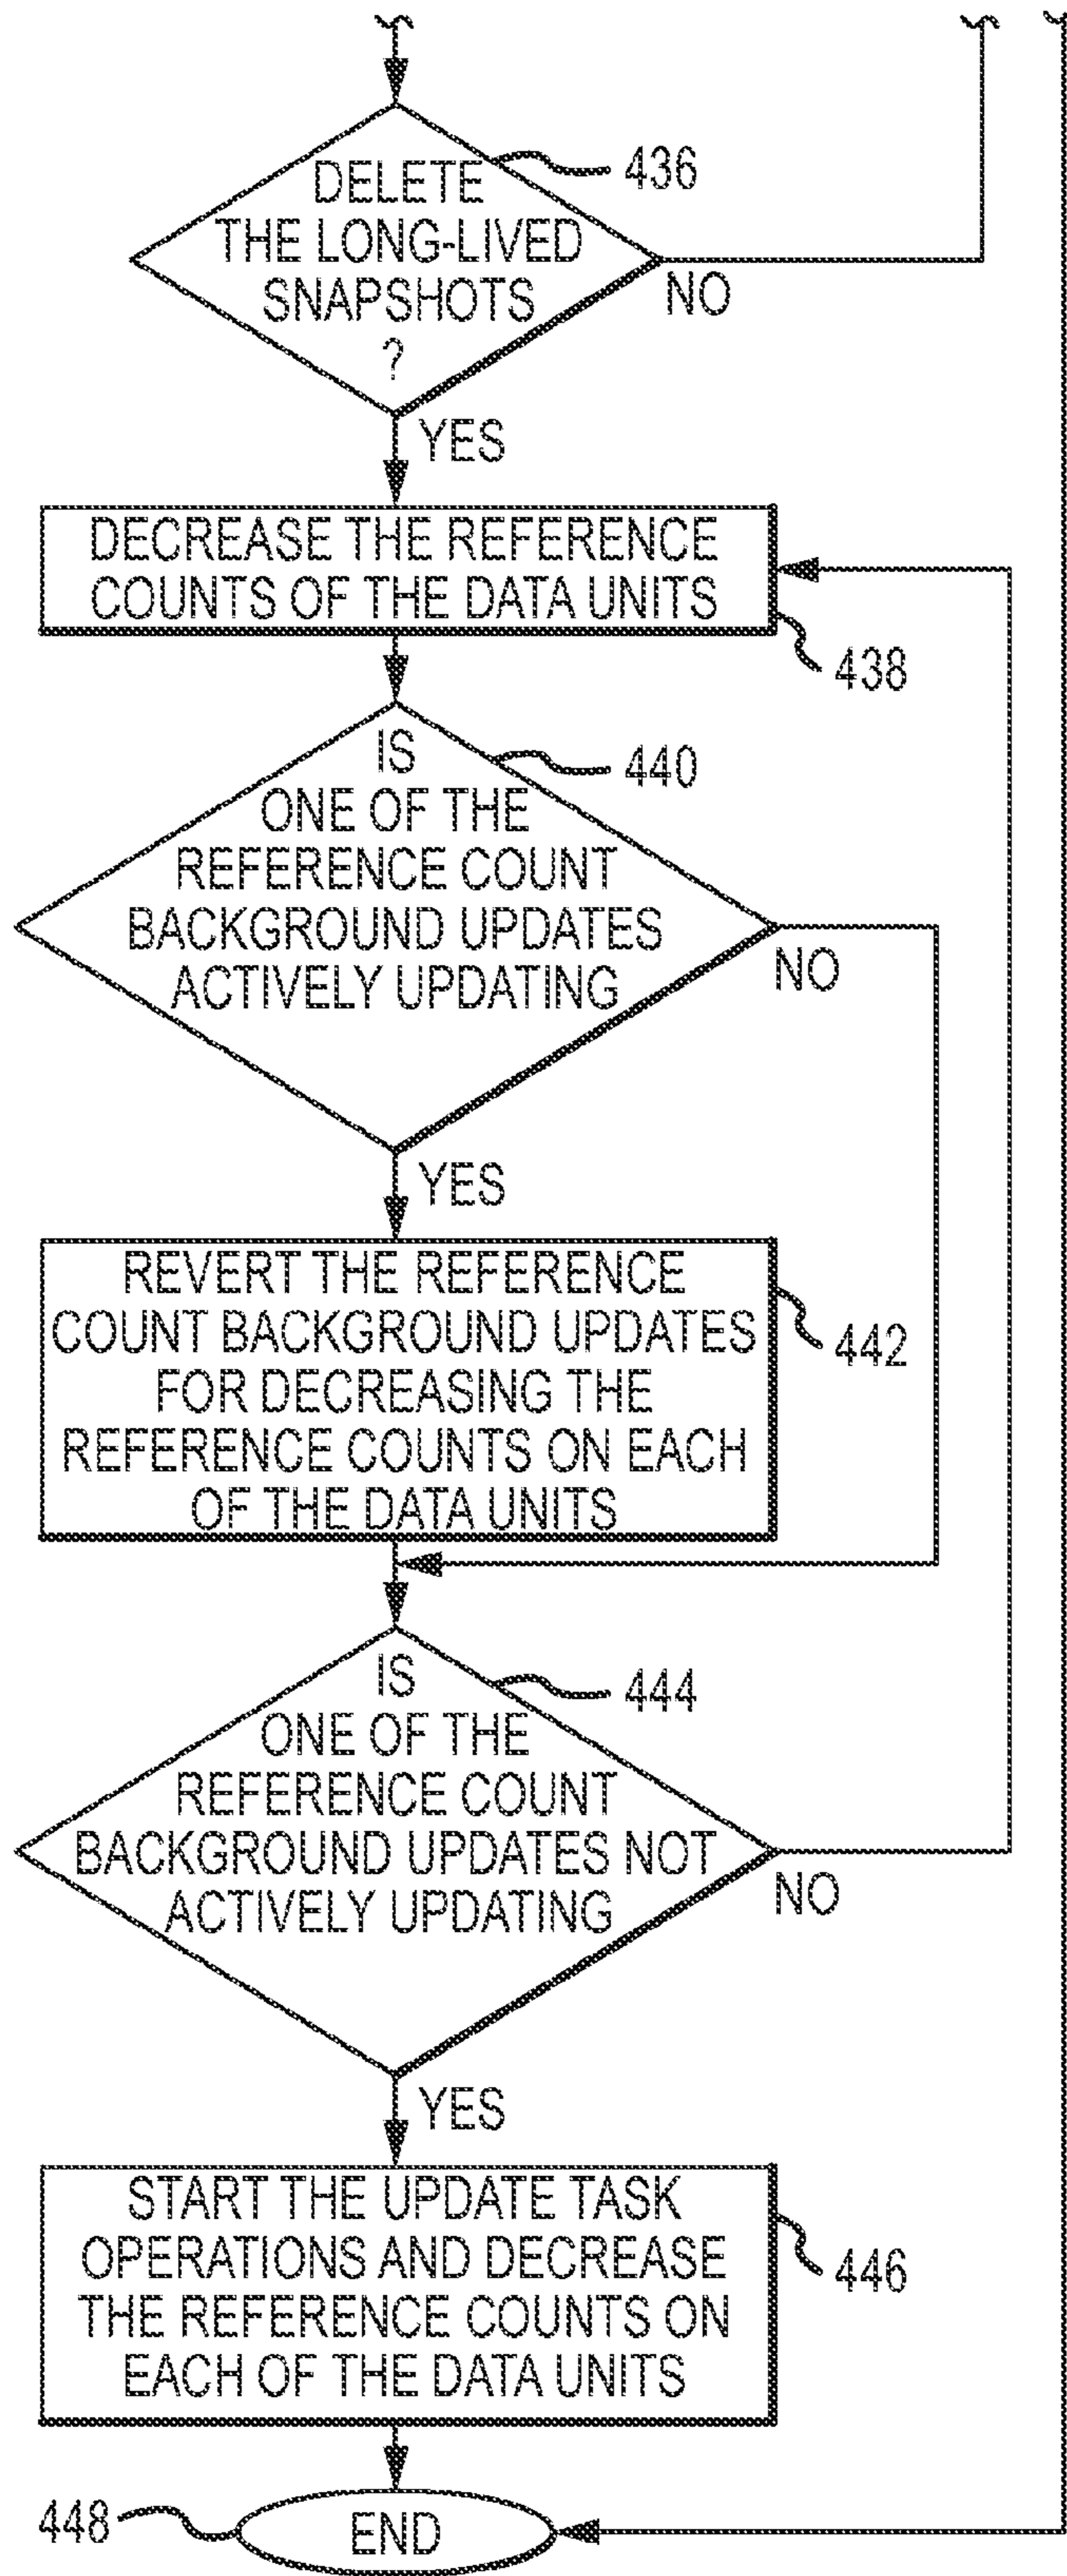 DELETE
THE LONG-LIVED
SNAPSHOTS
?
436
NO
YES
DECREASE THE REFERENCE
COUNTS OF THE DATA UNITS
438
IS
ONE OF THE
REFERENCE COUNT
BACKGROUND UPDATES
ACTIVELY UPDATING
440
NO
YES
REVERT THE REFERENCE
COUNT BACKGROUND UPDATES
FOR DECREASING THE
REFERENCE COUNTS ON EACH
OF THE DATA UNITS
442
IS
ONE OF THE
REFERENCE COUNT
BACKGROUND UPDATES NOT
ACTIVELY UPDATING
444
NO
YES
START THE UPDATE TASK
OPERATIONS AND DECREASE
THE REFERENCE COUNTS ON
EACH OF THE DATA UNITS
446
448
END